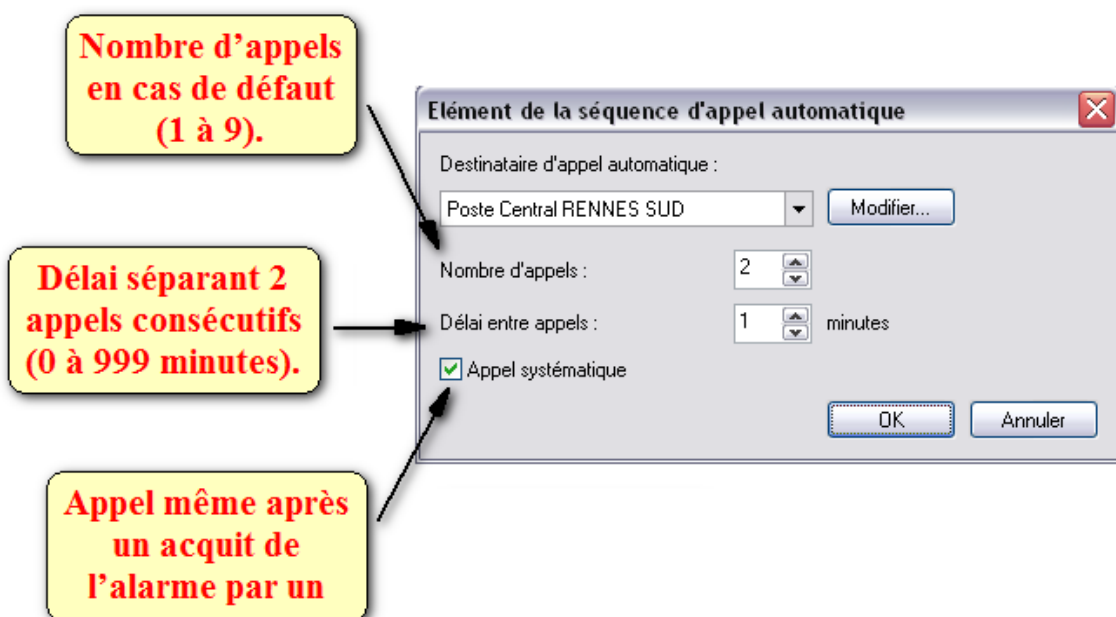 Nombre d'appels
en cas de défaut
(1 à 9).
Elément de la séquence d'appel automatique
Destinataire d'appel automatique :
Poste Central RENNES SUD
Modifier...
Nombre d'appels :
2
Délai séparant 2
appels consécutifs
(0 à 999 minutes).
Délai entre appels :
1
minutes
Appel systématique
OK
Annuler
Appel même après
un acquit de
l'alarme par un